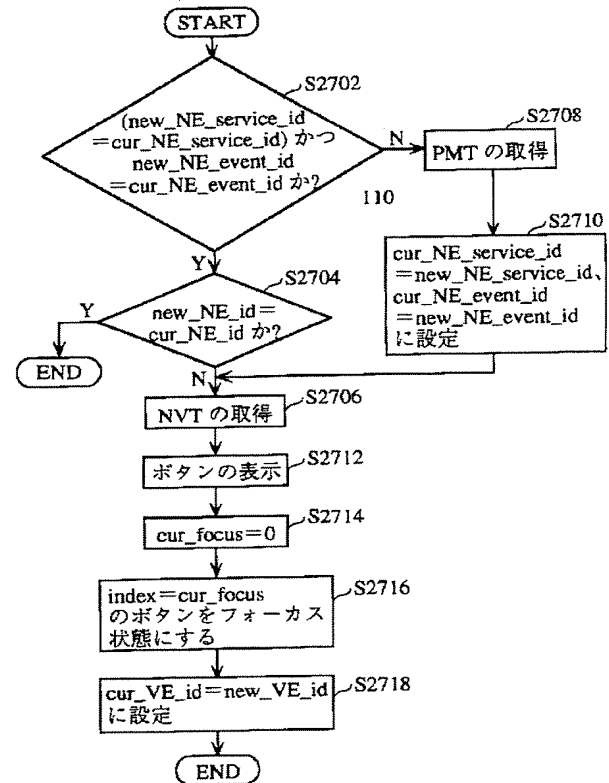 START
S2702
(new_NE_service_id
=cur_NE_service_id) かつ
new_NE_event_id
=cur_NE_event_id か?
N
S2708
PMT の取得
110
S2710
cur_NE_service_id
=new_NE_service_id、
cur_NE_event_id
=new_NE_event_id
に設定
Y
S2704
new_NE_id=
cur_NE_id か?
Y
END
N
S2706
NVT の取得
S2712
ボタンの表示
S2714
cur_focus=0
S2716
index=cur_focus
のボタンをフォーカス
状態にする
S2718
cur_VE_id=new_VE_id
に設定
END